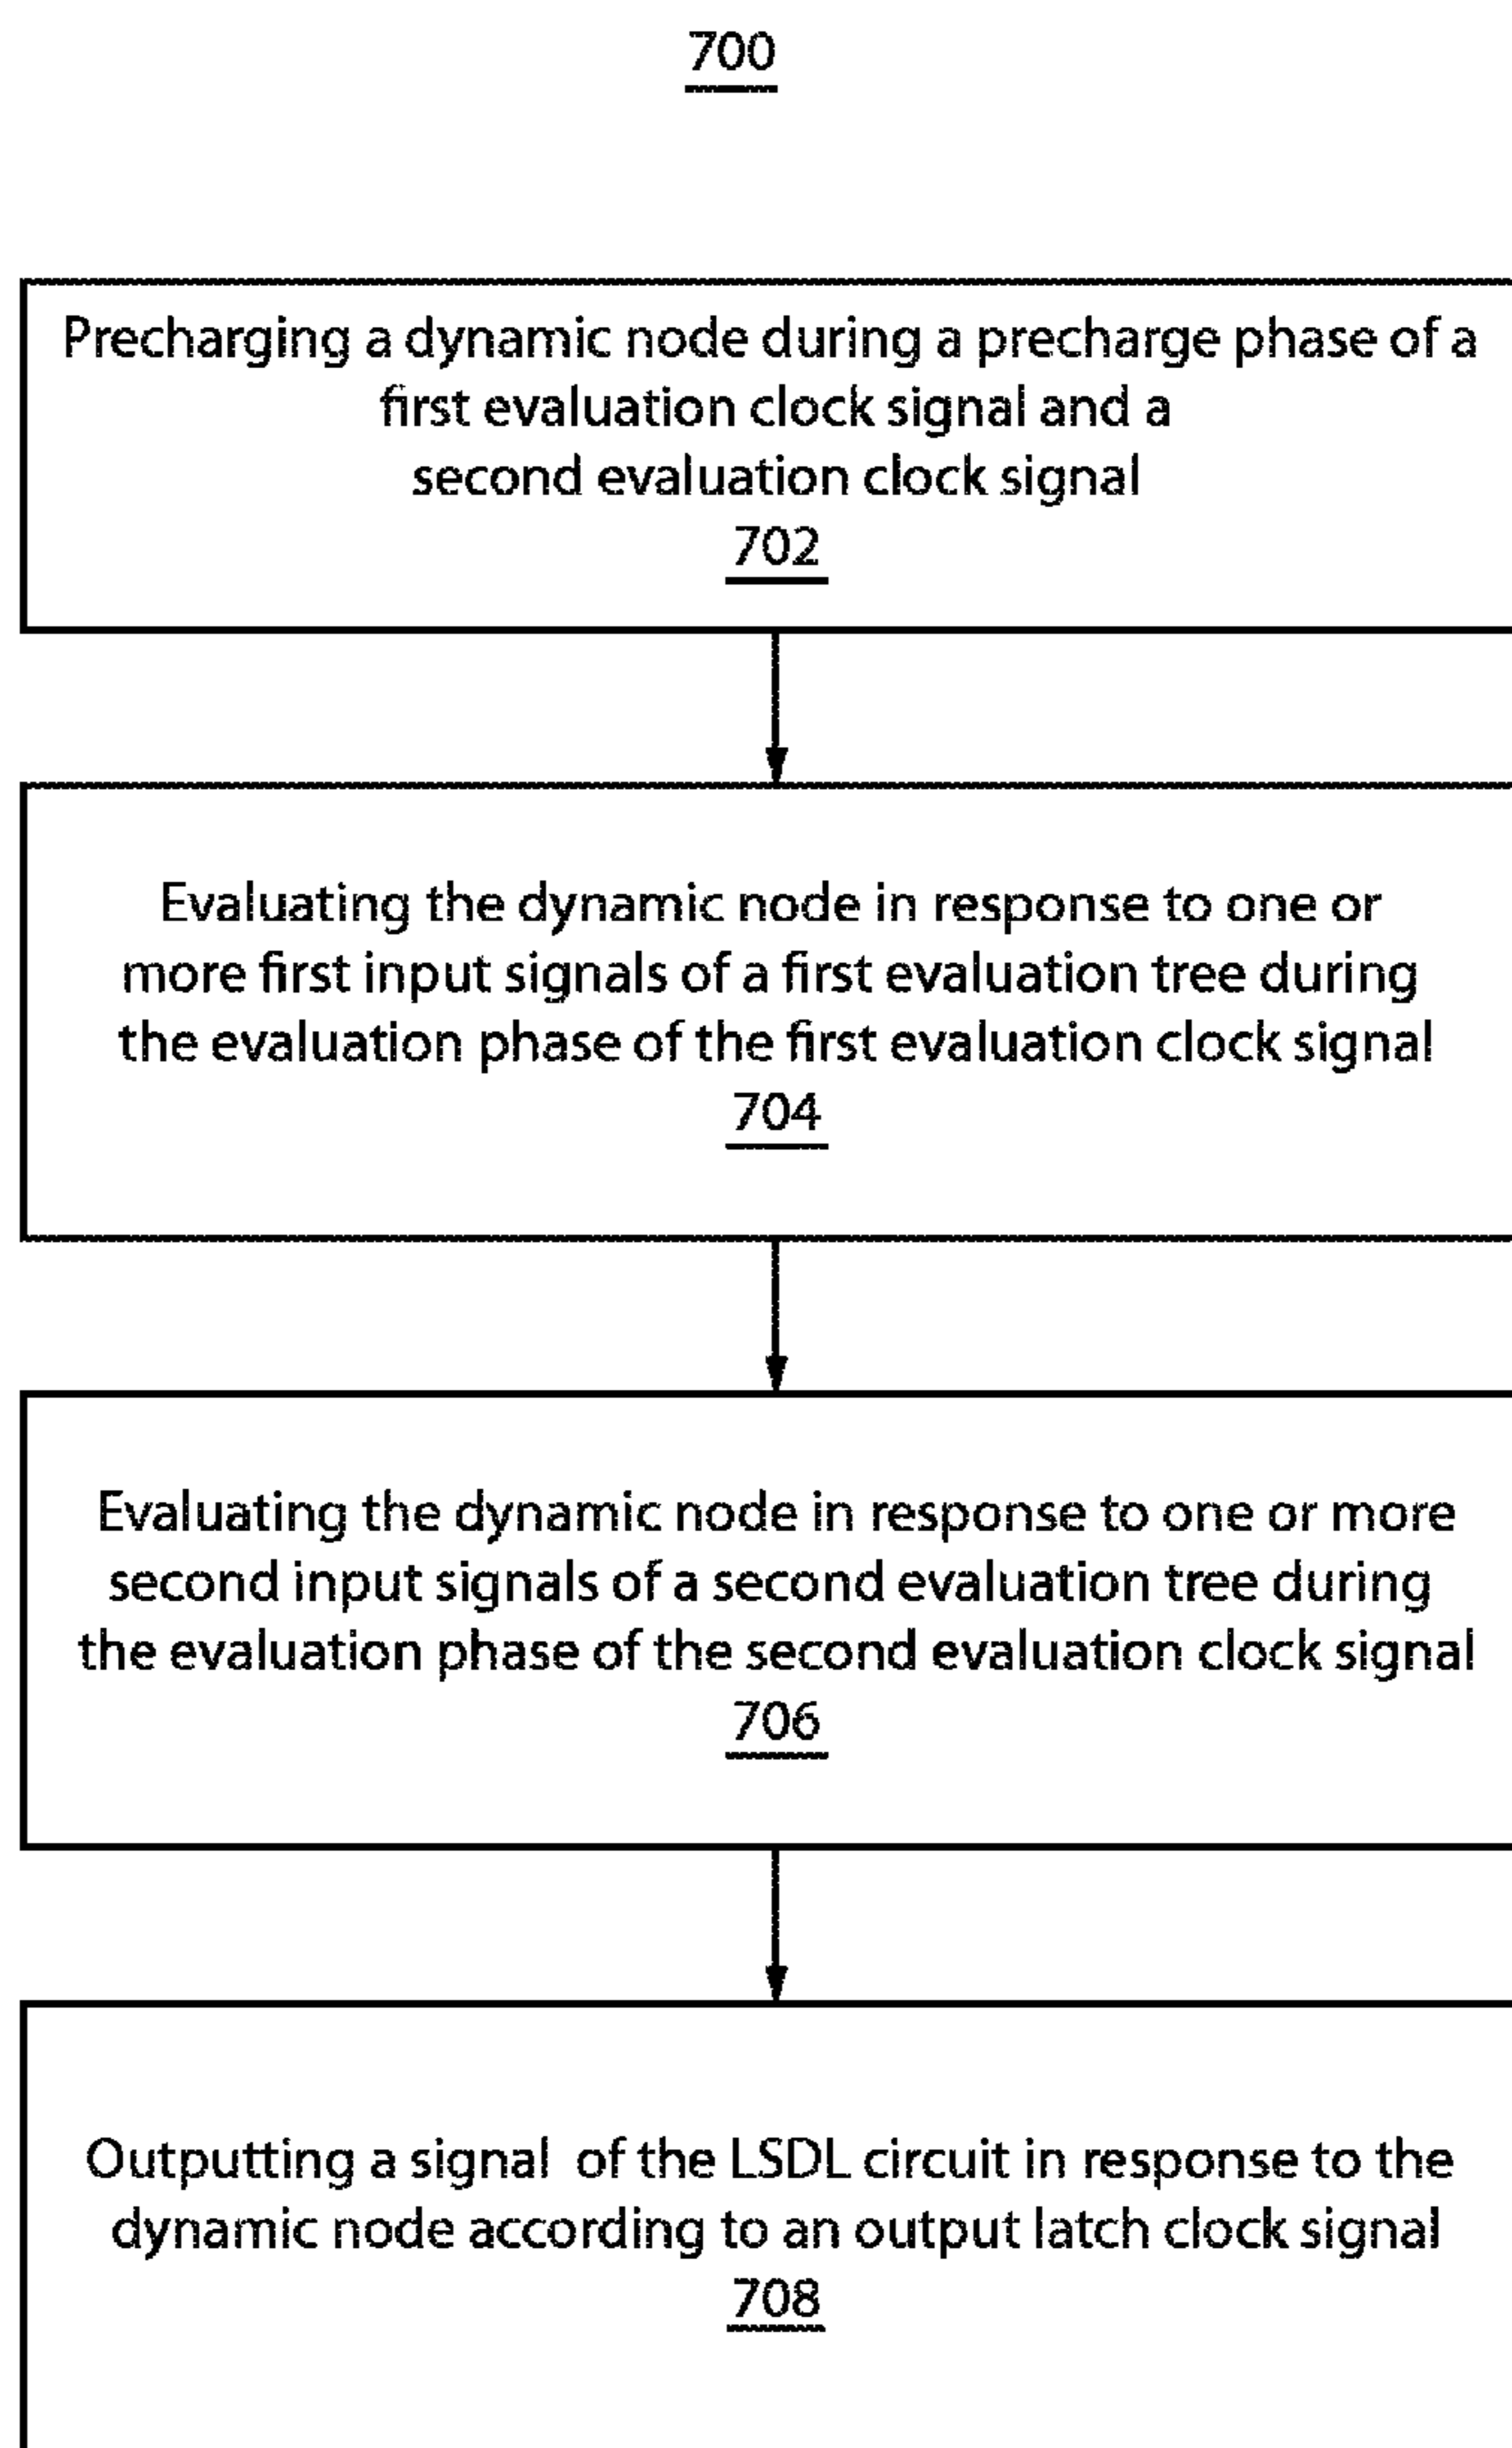 700
Precharging a dynamic node during a precharge phase of a
first evaluation clock signal and a
second evaluation clock signal
702
Evaluating the dynamic node in response to one or
more first input signals of a first evaluation tree during
the evaluation phase of the first evaluation clock signal
704
Evaluating the dynamic node in response to one or more
second input signals of a second evaluation tree during
the evaluation phase of the second evaluation clock signal
706
Outputting a signal of the LSDL circuit in response to the
dynamic node according to an output latch clock signal
708